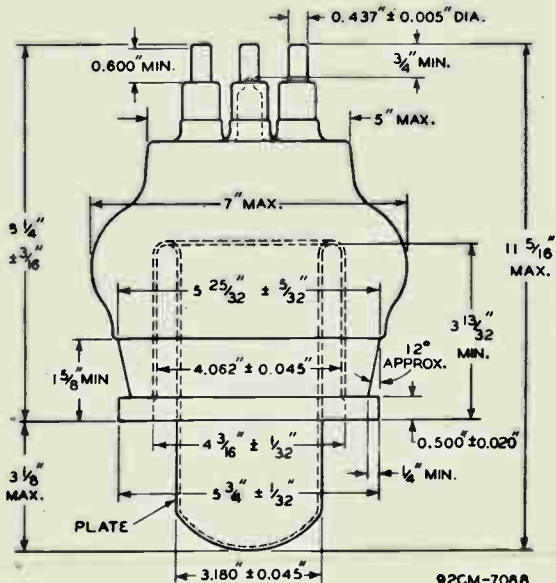 0.437"± 0.005" DIA.
0.600" MIN.
3/4" MIN.
5" MAX.
7" MAX.
8 1/4"
± 3/16"
11 5/16"
MAX.
5 25/32" ± 5/32"
3 13/32"
MIN.
12°
APPROX.
1 5/8" MIN
4.062"± 0.045"
4 3/16" ± 1/32"
0.500"±0.020"
3 1/8"
MAX.
1/4" MIN.
5 3/4" ± 1/32"
PLATE
3.180"±0.045"
92CM-7088